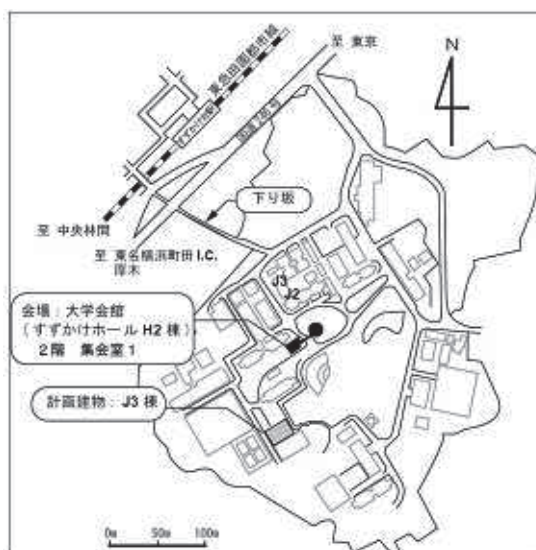 至 東京
N
東急田園都市線
すずかけ台駅
国道 246 号
下り坂
至 中央林間
至 東名横浜町田 I.C.
厚木
J3
J2
会場：大学会館
（すずかけホール H2 棟）
2階 集会室 1
計画建物：J3 棟
0m 50m 100m